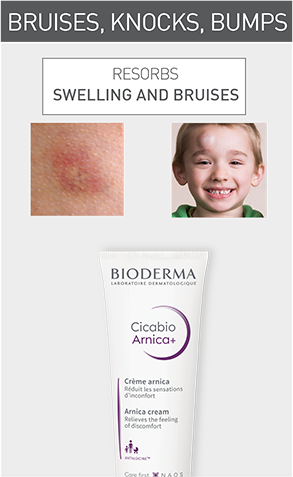 BRUISES, KNOCKS, BUMPS
RESORBS
SWELLING AND BRUISES
BIODERMA
LABORATOIRE DERMATOLOGIQUE
Cicabio
Arnica+
Crème arnica
Réduit les sensations
d'inconfort
Arnica cream
Relieves the feeling
of discomfort
ANTALGICINE™
Care first NAOS